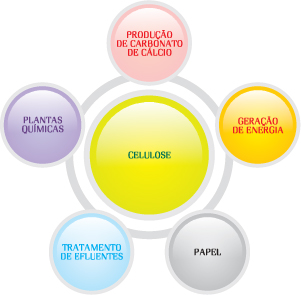 PRODUÇÃO
DE CARBONATO
DE CÁLCIO
PLANTAS
QUÍMICAS
GERAÇÃO
DE ENERGIA
CELULOSE
TRATAMENTO
DE EFLUENTES
PAPEL